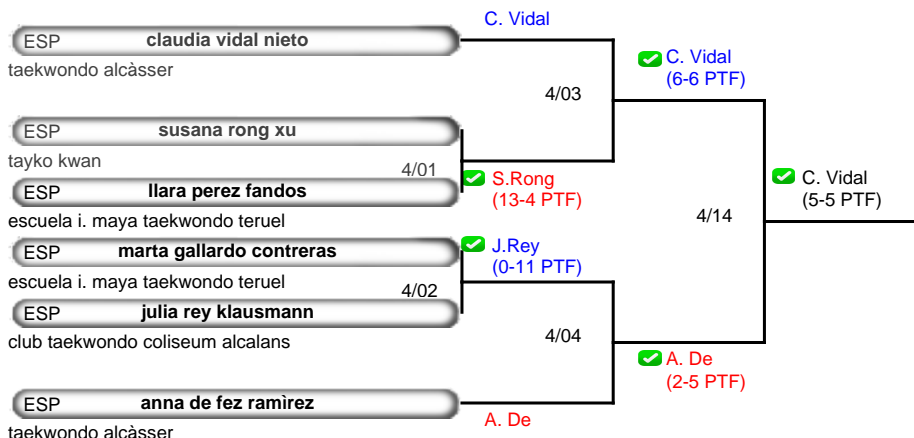 C. Vidal
ESP claudia vidal nieto
taekwondo alcàsser
C. Vidal
(6-6 PTF)
4/03
ESP susana rong xu
tayko kwan
4/01
S.Rong
(13-4 PTF)
ESP llara perez fandos
escuela i. maya taekwondo teruel
C. Vidal
(5-5 PTF)
4/14
ESP marta gallardo contreras
escuela i. maya taekwondo teruel
J.Rey
(0-11 PTF)
4/02
ESP julia rey klausmann
club taekwondo coliseum alcalans
4/04
A. De
(2-5 PTF)
ESP anna de fez ramìrez
A. De
taekwondo alcàsser